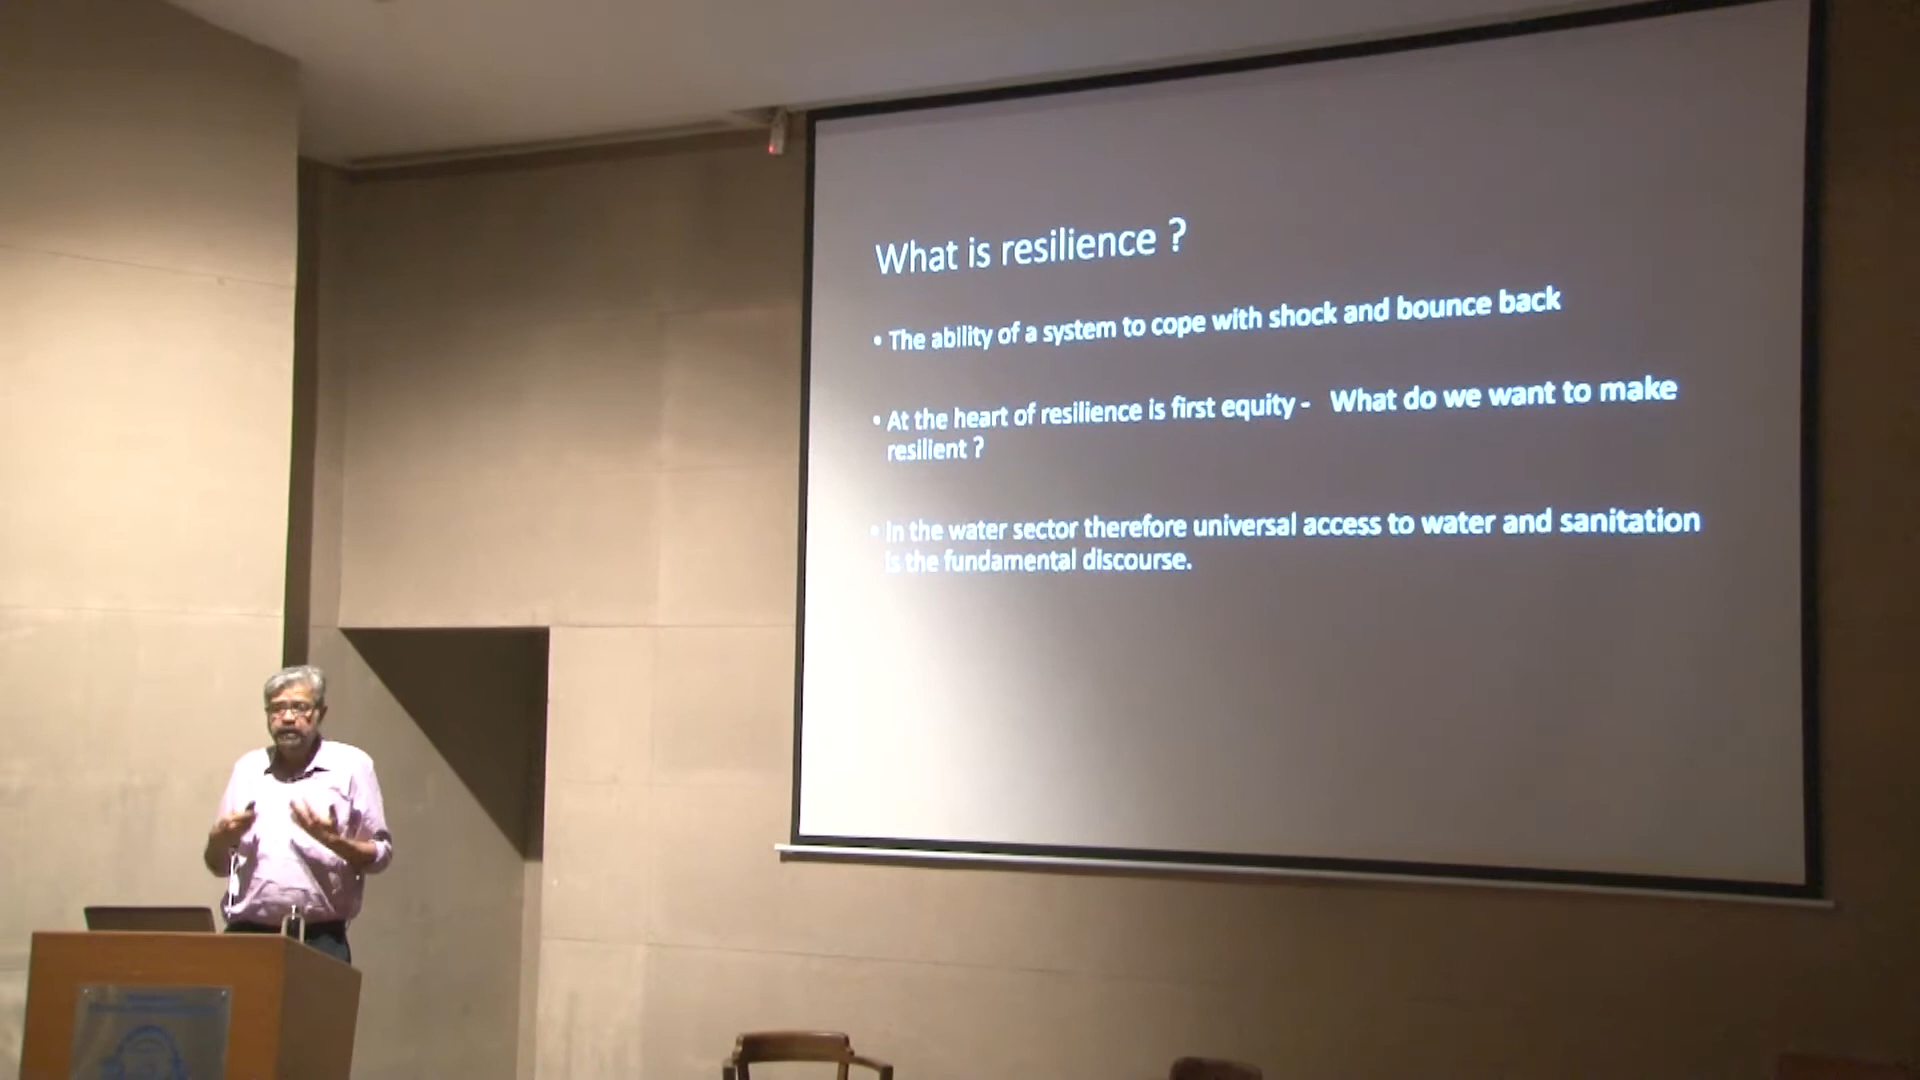 What is resilience ?
• The ability of a system to cope with shock and bounce back
• At the heart of resilience is first equity - What do we want to make
resilient ?
• In the water sector therefore universal access to water and sanitation
is the fundamental discourse.